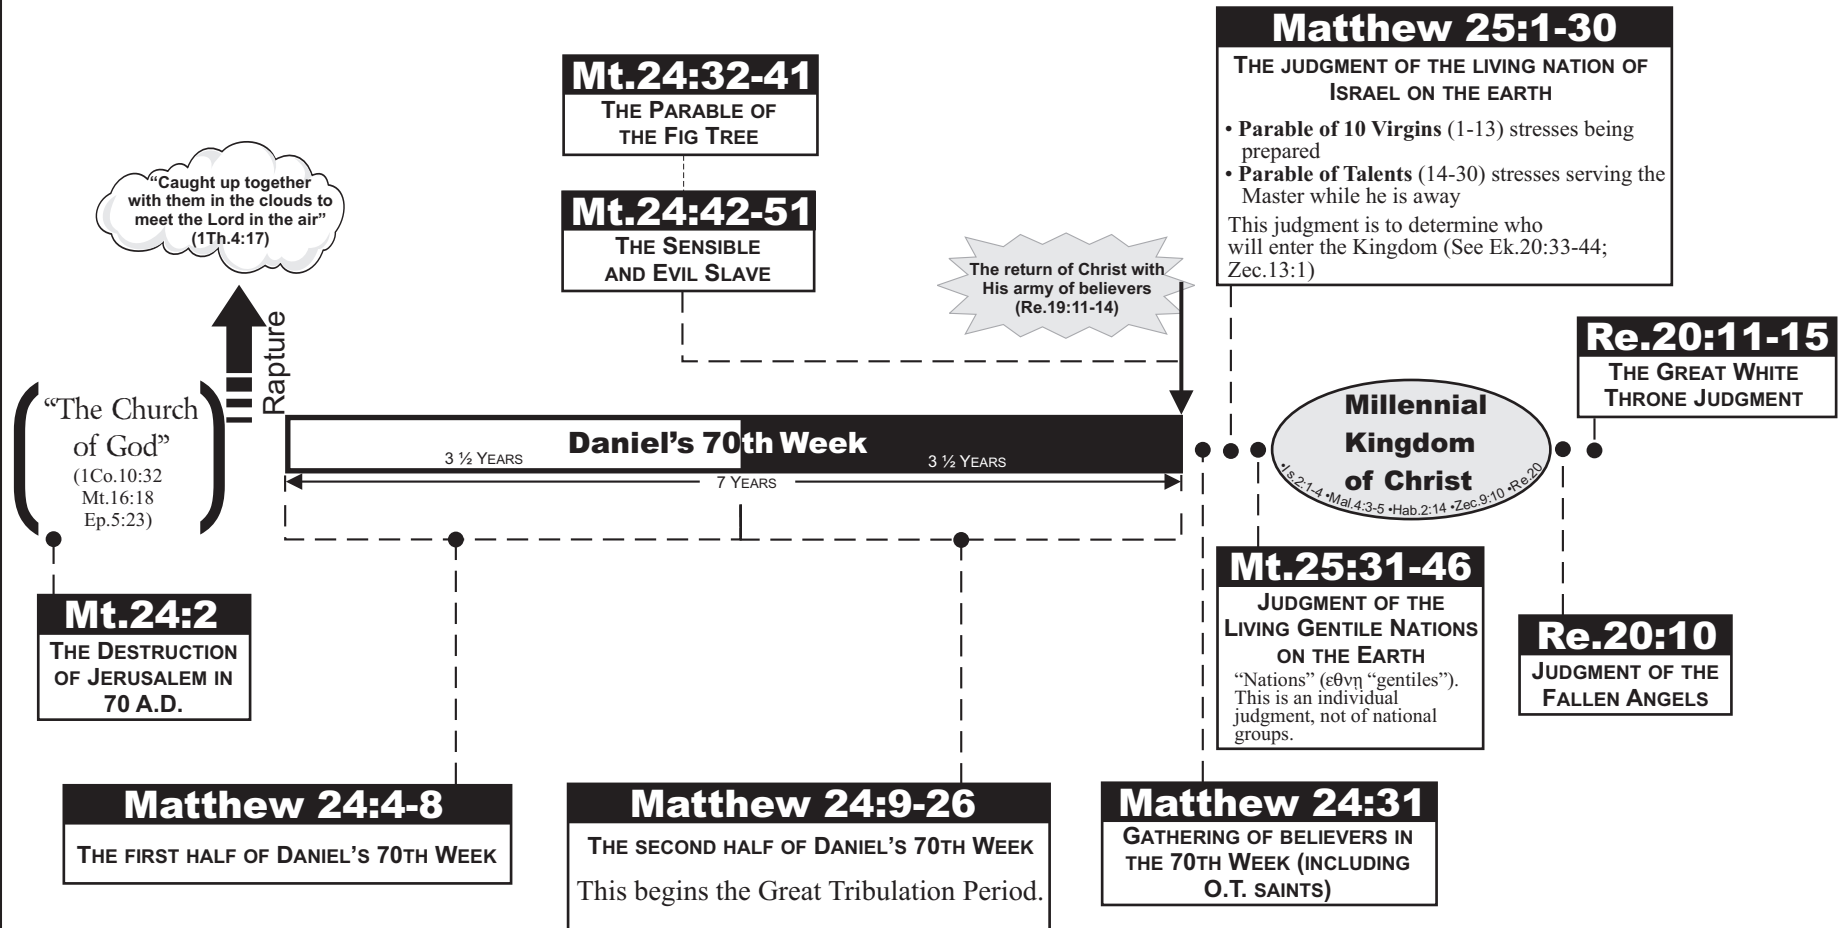 Matthew 25:1-30
THE JUDGMENT OF THE LIVING NATION OF
ISRAEL ON THE EARTH
• Parable of 10 Virgins (1-13) stresses being
prepared
• Parable of Talents (14-30) stresses serving the
Master while he is away
This judgment is to determine who
will enter the Kingdom (See Ek.20:33-44;
Zec.13:1)
Mt.24:32-41
THE PARABLE OF
THE FIG TREE
Mt.24:42-51
THE SENSIBLE
AND EVIL SLAVE
“Caught up together
with them in the clouds to
meet the Lord in the air”
(1Th.4:17)
Rapture
The return of Christ with
His army of believers
(Re.19:11-14)
Re.20:11-15
THE GREAT WHITE
THRONE JUDGMENT
“The Church
of God”
(1Co.10:32
Mt.16:18
Ep.5:23)
Daniel’s 70th Week
3 ½ YEARS
3 ½ YEARS
7 YEARS
Millennial
Kingdom
of Christ
•Is.2:1-4 •Mal.4:3-5 •Hab.2:14 •Zec.9:10 •Re.20
Mt.24:2
THE DESTRUCTION
OF JERUSALEM IN
70 A.D.
Mt.25:31-46
JUDGMENT OF THE
LIVING GENTILE NATIONS
ON THE EARTH
“Nations” (εθνη “gentiles”).
This is an individual
judgment, not of national
groups.
Re.20:10
JUDGMENT OF THE
FALLEN ANGELS
Matthew 24:4-8
THE FIRST HALF OF DANIEL’S 70TH WEEK
Matthew 24:9-26
THE SECOND HALF OF DANIEL’S 70TH WEEK
This begins the Great Tribulation Period.
Matthew 24:31
GATHERING OF BELIEVERS IN
THE 70TH WEEK (INCLUDING
O.T. SAINTS)